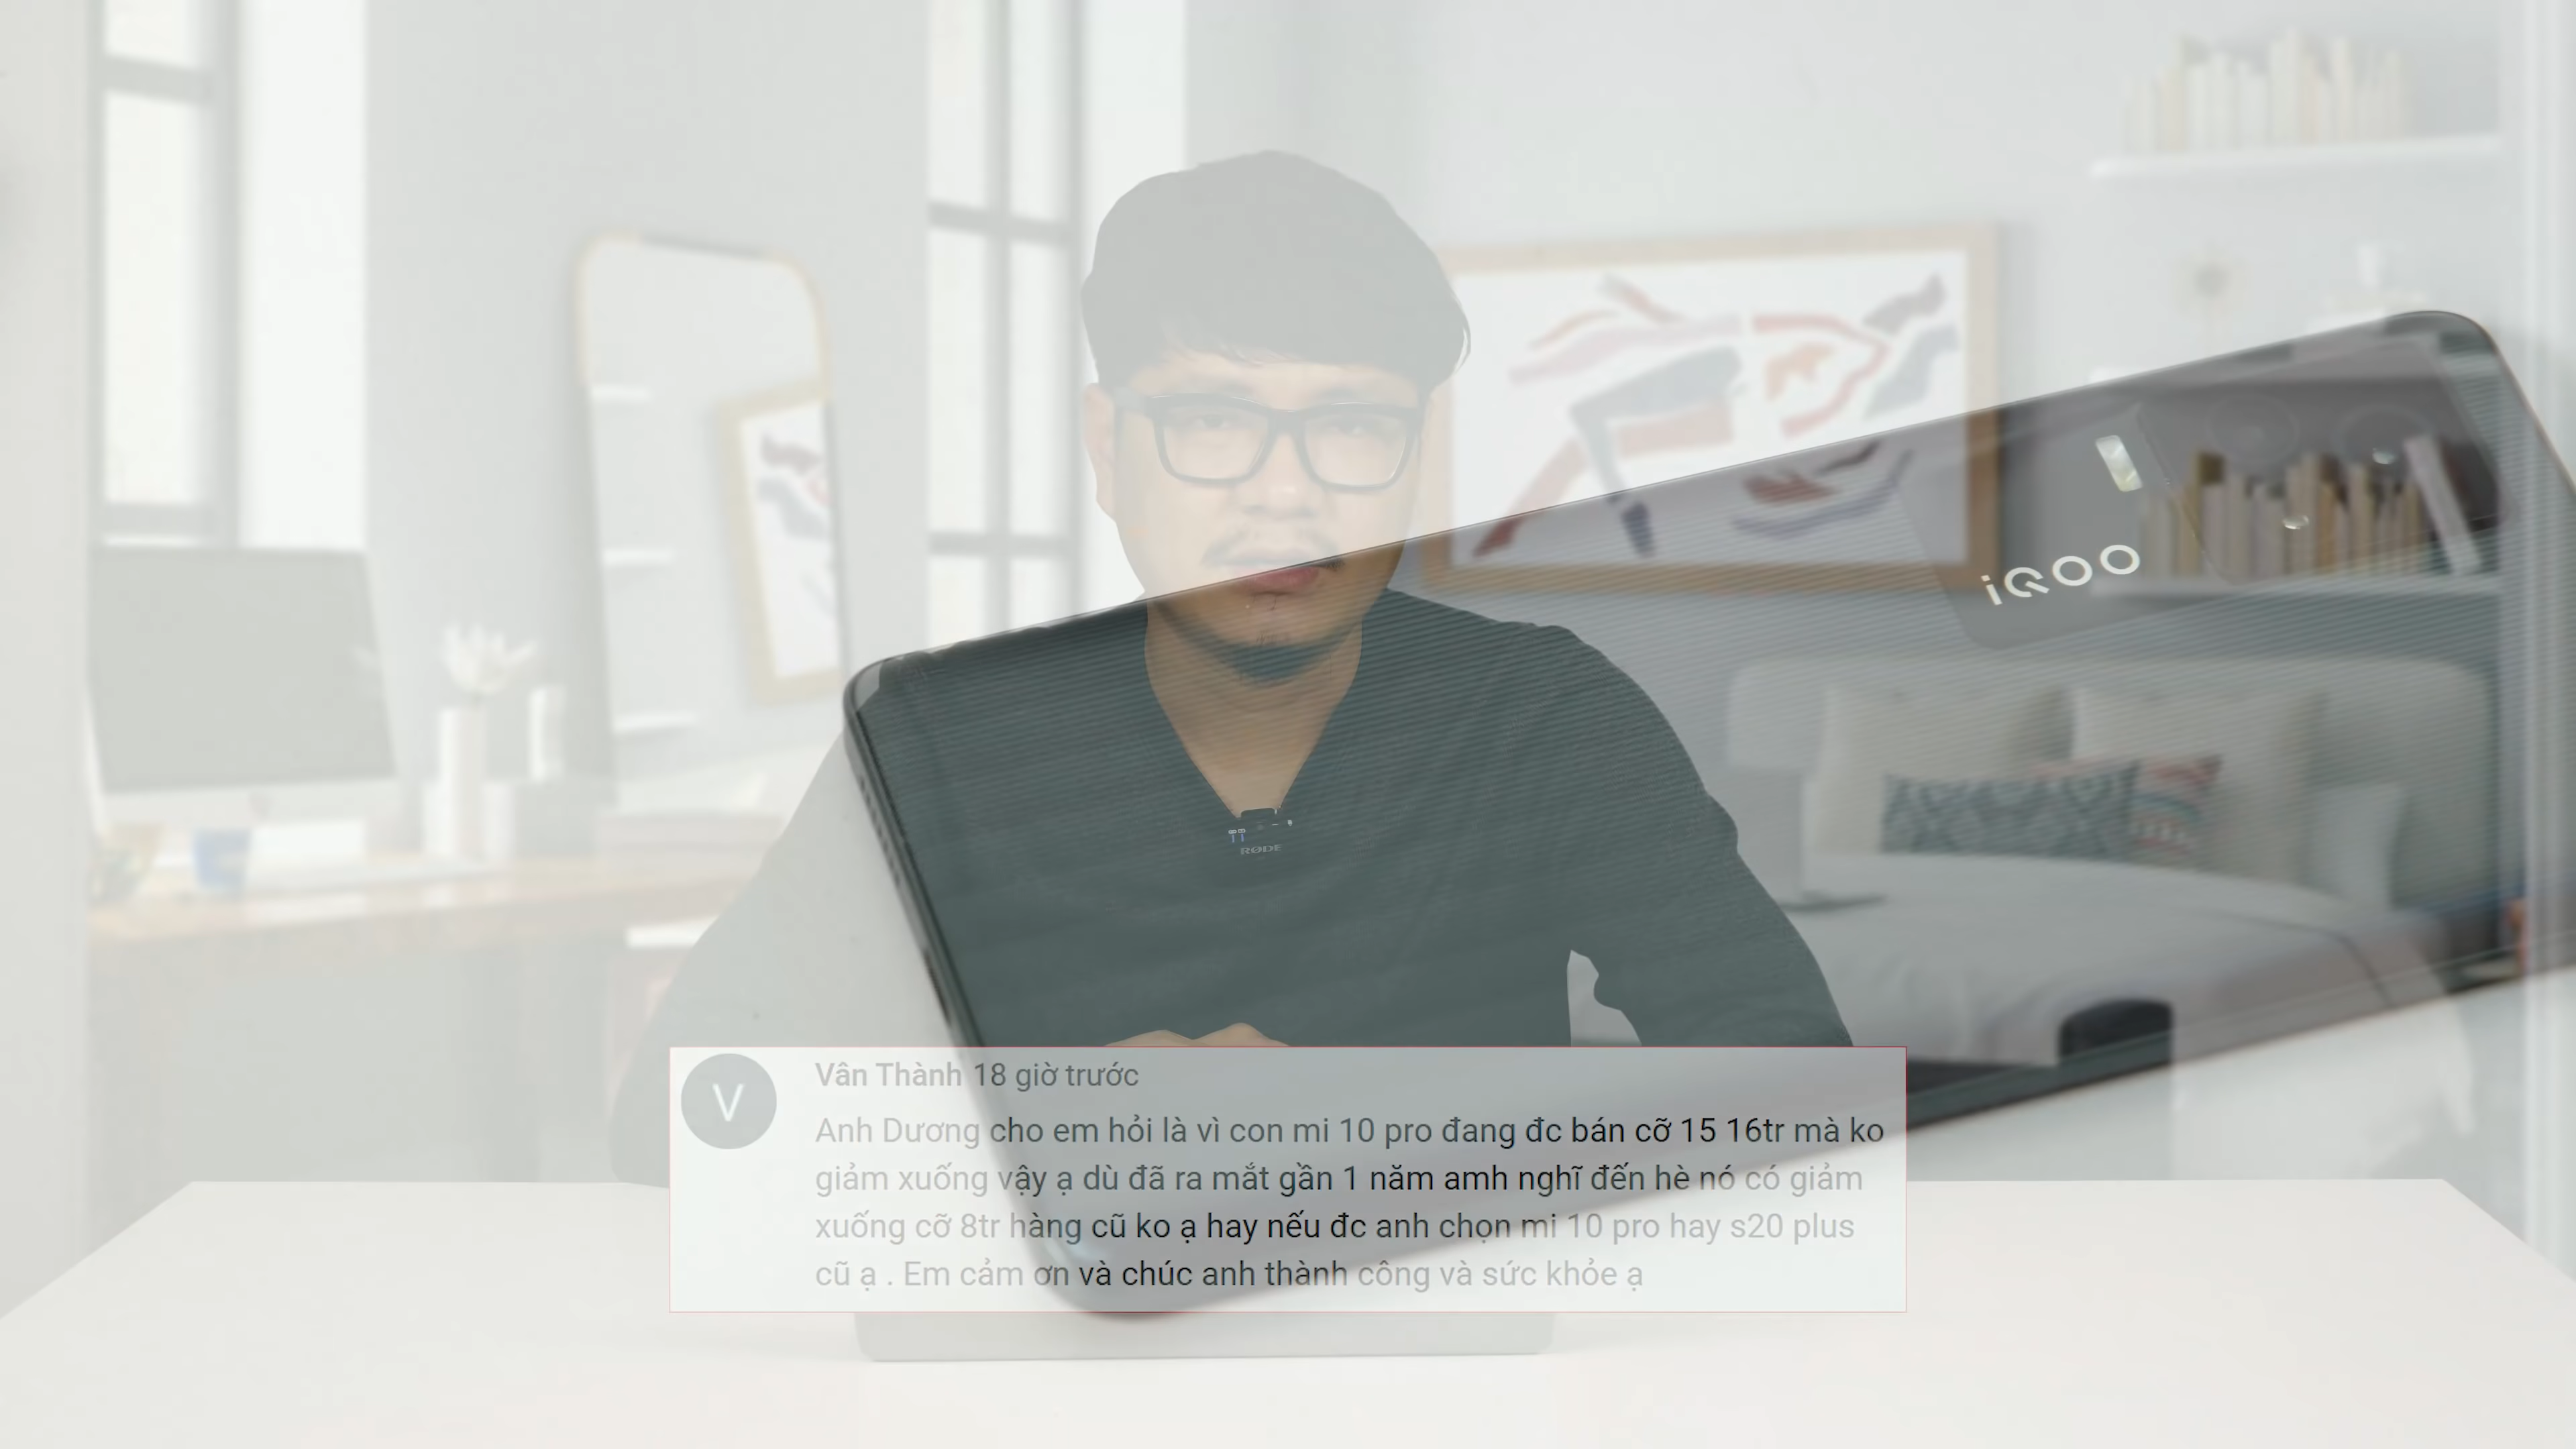 iQOO
RØDE
V
Vân Thành 18 giờ trước
Anh Dương cho em hỏi là vì con mi 10 pro đang đc bán cỡ 15 16tr mà ko
giảm xuống vậy ạ dù đã ra mắt gần 1 năm amh nghĩ đến hè nó có giảm
xuống cỡ 8tr hàng cũ ko ạ hay nếu đc anh chọn mi 10 pro hay s20 plus
cũ ạ . Em cảm ơn và chúc anh thành công và sức khỏe ạ